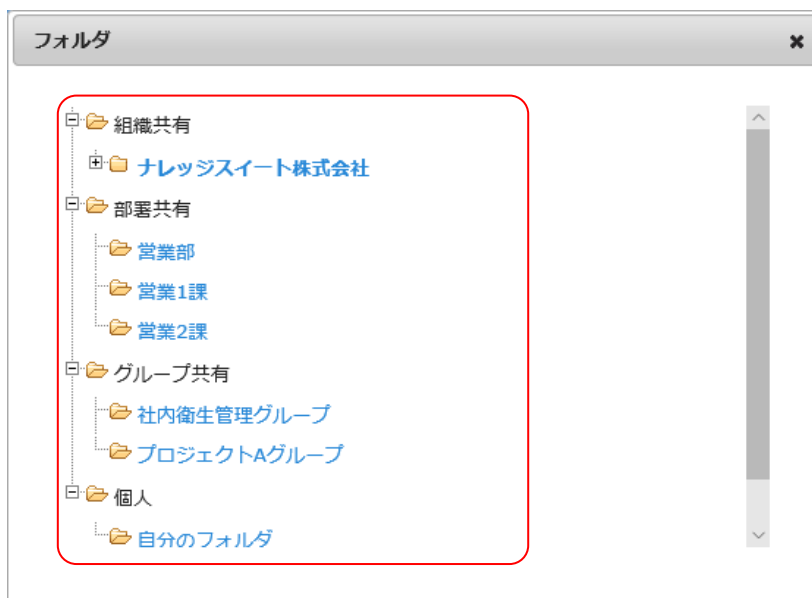 フォルダ
組織共有
ナレッジスイート株式会社
部署共有
営業部
営業1課
営業2課
グループ共有
社内衛生管理グループ
プロジェクトAグループ
個人
自分のフォルダ